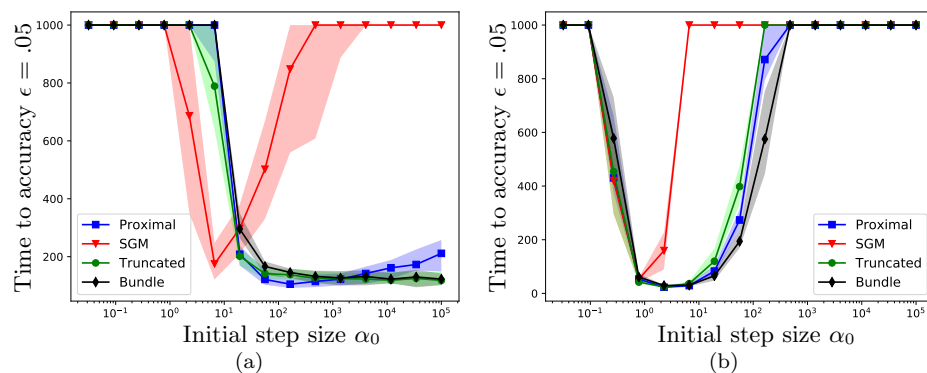 Time to accuracy ϵ = .05
1000
800
600
400
200
Proximal
SGM
Truncated
Bundle
10⁻¹ 10⁰ 10¹ 10² 10³ 10⁴ 10⁵
Initial step size α₀
(a)
Time to accuracy ϵ = .05
1000
800
600
400
200
0
Proximal
SGM
Truncated
Bundle
10⁻¹ 10⁰ 10¹ 10² 10³ 10⁴ 10⁵
Initial step size α₀
(b)